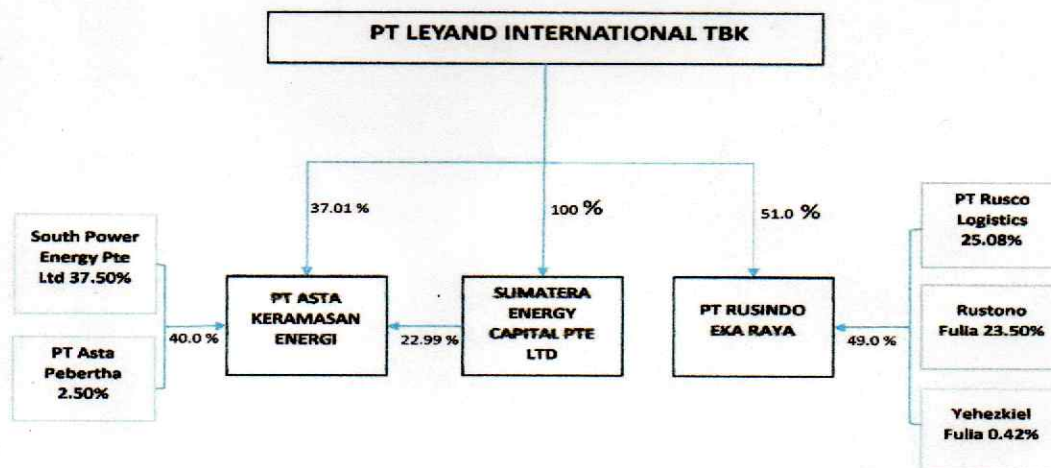 PT LEYAND INTERNATIONAL TBK
37.01 %
100 %
51.0 %
South Power
Energy Pte
Ltd 37.50%
PT Asta
Pebertha
2.50%
40.0 %
PT ASTA
KERAMASAN
ENERGI
22.99 %
SUMATERA
ENERGY
CAPITAL PTE
LTD
PT RUSINDO
EKA RAYA
49.0 %
PT Rusco
Logistics
25.08%
Rustono
Fulia 23.50%
Yehezkiel
Fulia 0.42%